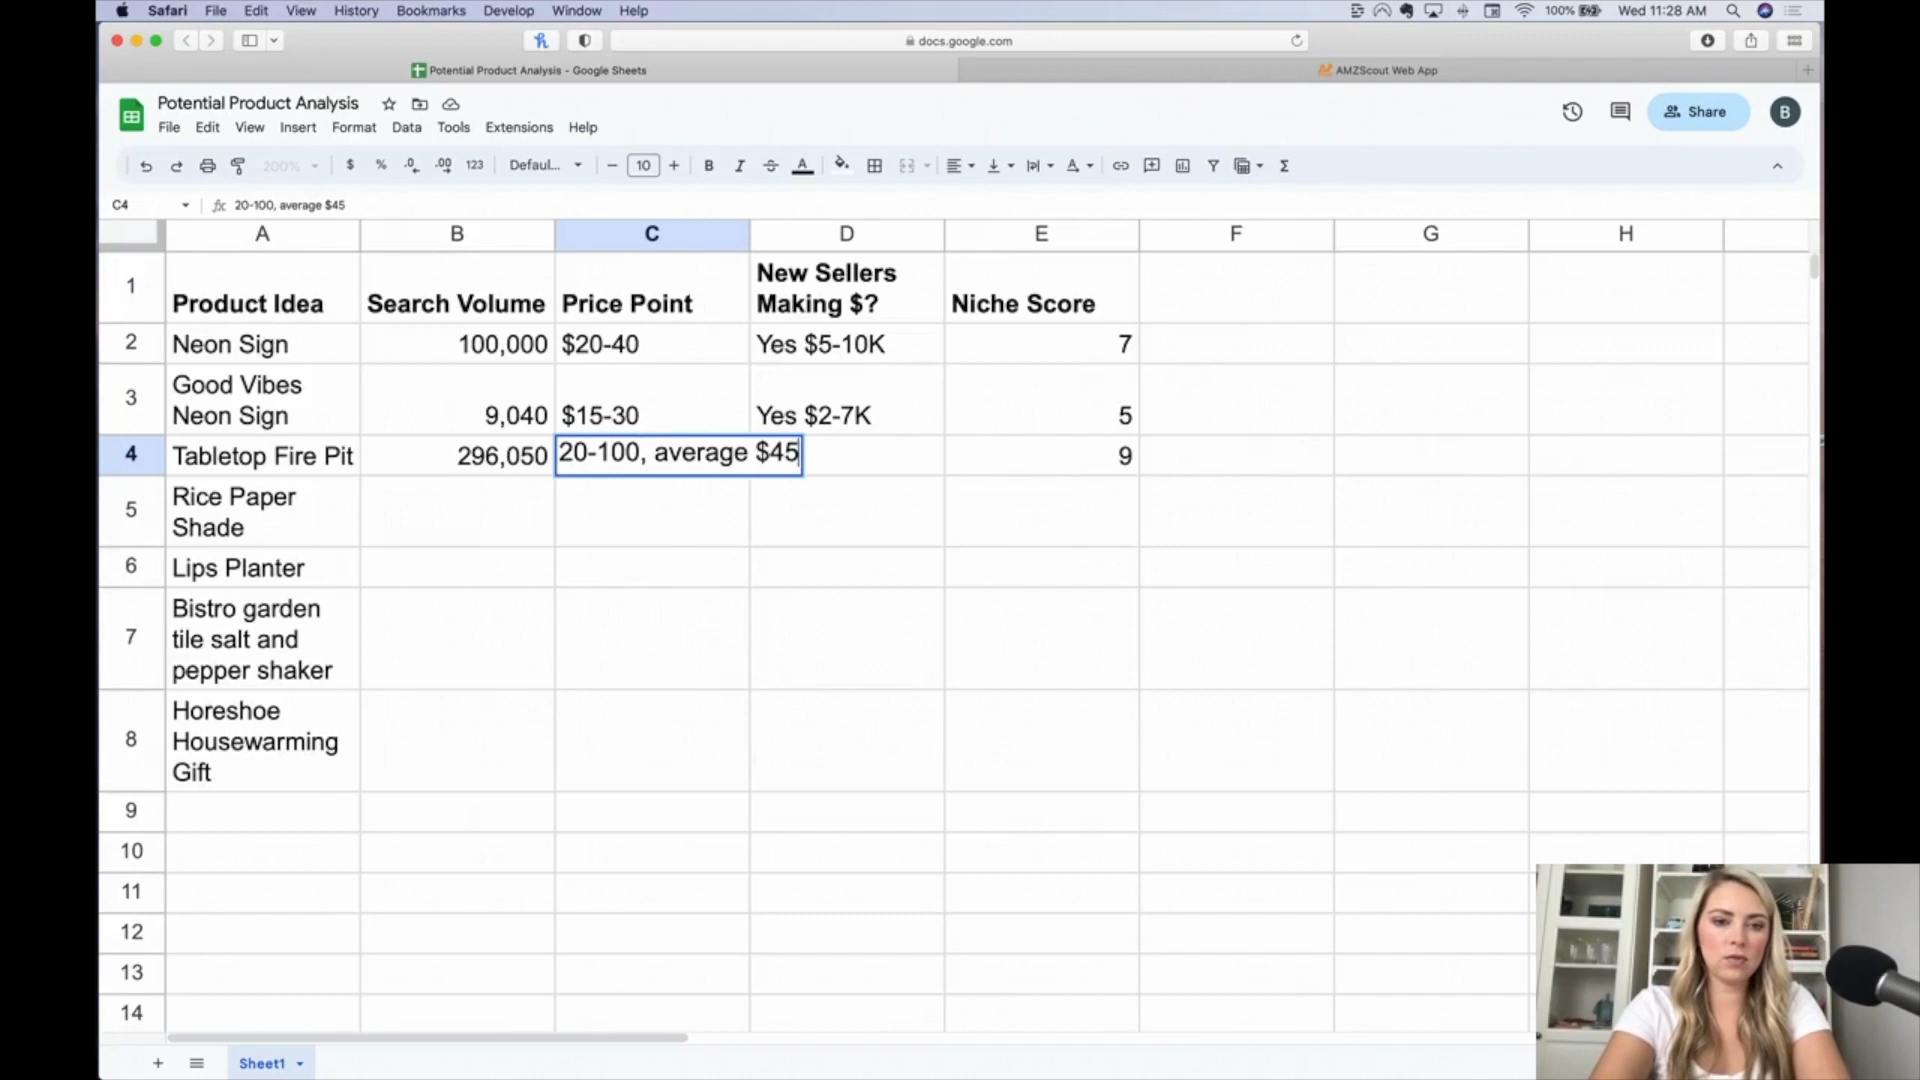 Safari File Edit View History Bookmarks Develop Window Help 100% Wed 11:28 AM
docs.google.com
Potential Product Analysis - Google Sheets AMZScout Web App
Potential Product Analysis
File Edit View Insert Format Data Tools Extensions Help
Share B
200% $ % .0 .00 123 Defaul... 10 B I A Σ
C4 fx 20-100, average $45
A B C D E F G H
1 Product Idea Search Volume Price Point New Sellers
Making $? Niche Score
2 Neon Sign 100,000 $20-40 Yes $5-10K 7
3 Good Vibes
Neon Sign 9,040 $15-30 Yes $2-7K 5
4 Tabletop Fire Pit 296,050 20-100, average $45 9
5 Rice Paper
Shade
6 Lips Planter
7 Bistro garden
tile salt and
pepper shaker
8 Horeshoe
Housewarming
Gift
9
10
11
12
13
14
Sheet1